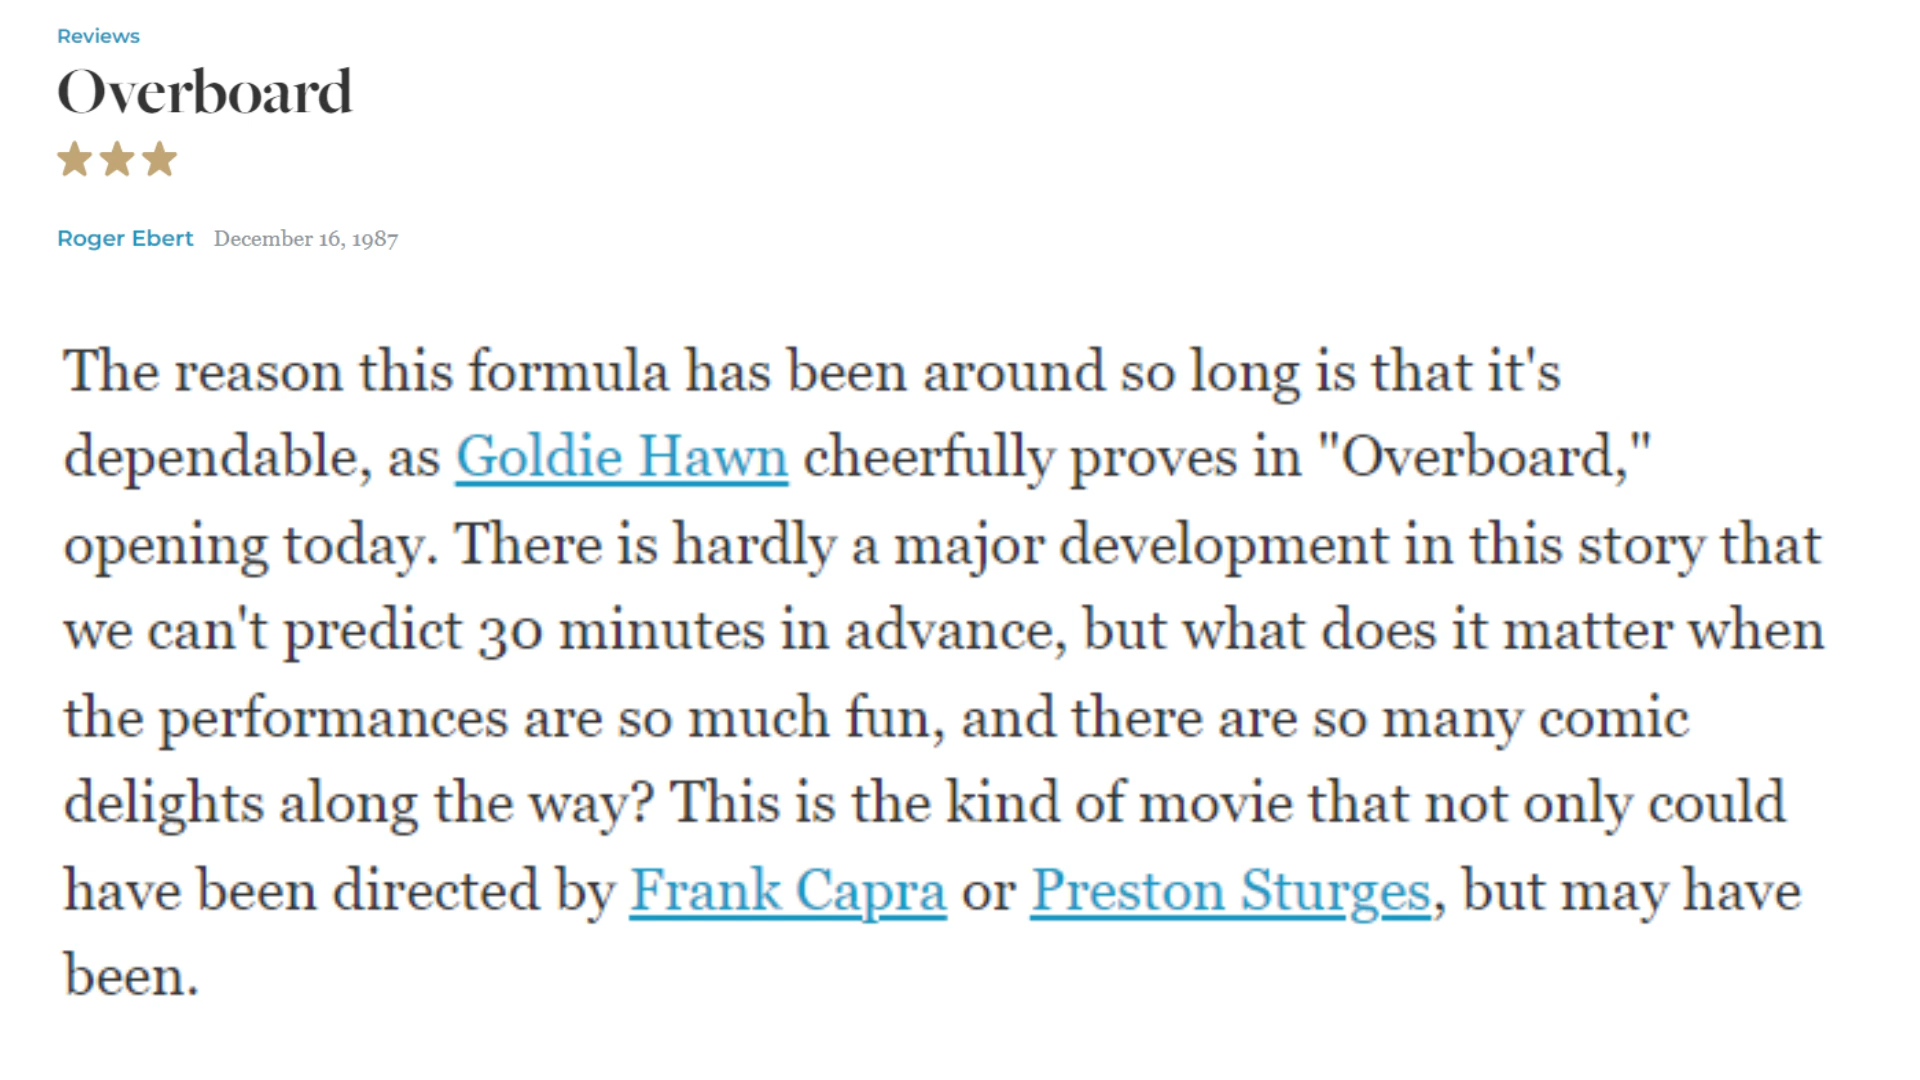 Reviews
Overboard
Roger Ebert December 16, 1987
The reason this formula has been around so long is that it's
dependable, as Goldie Hawn cheerfully proves in "Overboard,"
opening today. There is hardly a major development in this story that
we can't predict 30 minutes in advance, but what does it matter when
the performances are so much fun, and there are so many comic
delights along the way? This is the kind of movie that not only could
have been directed by Frank Capra or Preston Sturges, but may have
been.